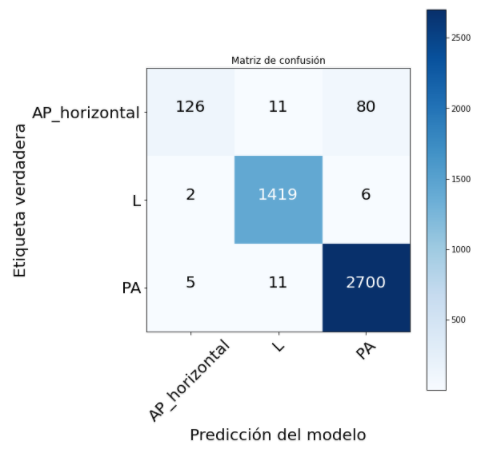 Matriz de confusión
Etiqueta verdadera
AP_horizontal 126 11 80
L 2 1419 6
PA 5 11 2700
AP_horizontal L PA
Predicción del modelo
2500
2000
1500
1000
500